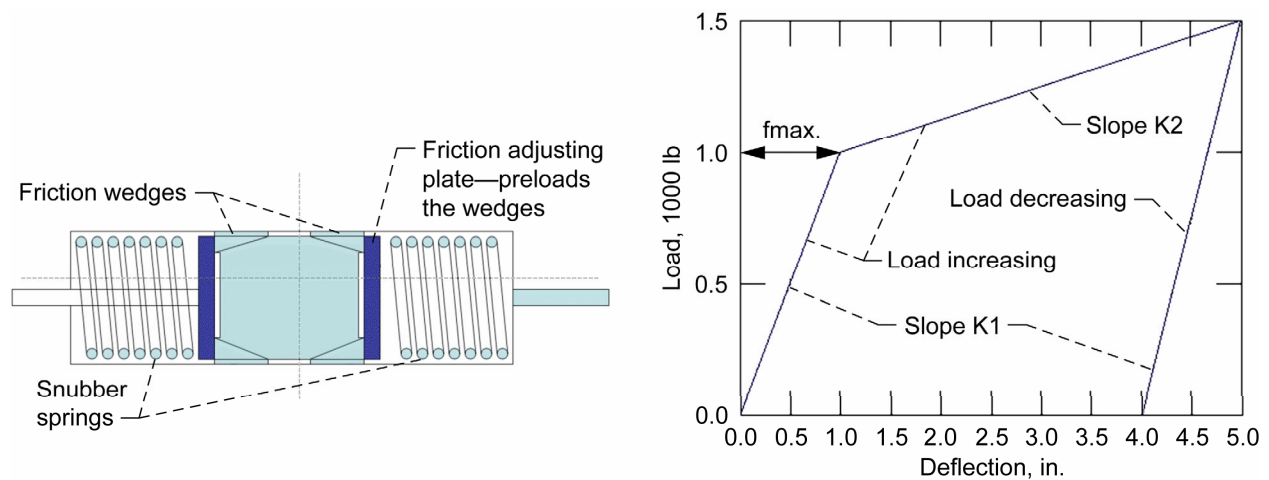 Friction wedges
Friction adjusting
plate—preloads
the wedges
Snubber
springs
Load, 1000 lb
1.5
1.0
0.5
0.0
fmax.
Slope K2
Load decreasing
Load increasing
Slope K1
0.0 0.5 1.0 1.5 2.0 2.5 3.0 3.5 4.0 4.5 5.0
Deflection, in.